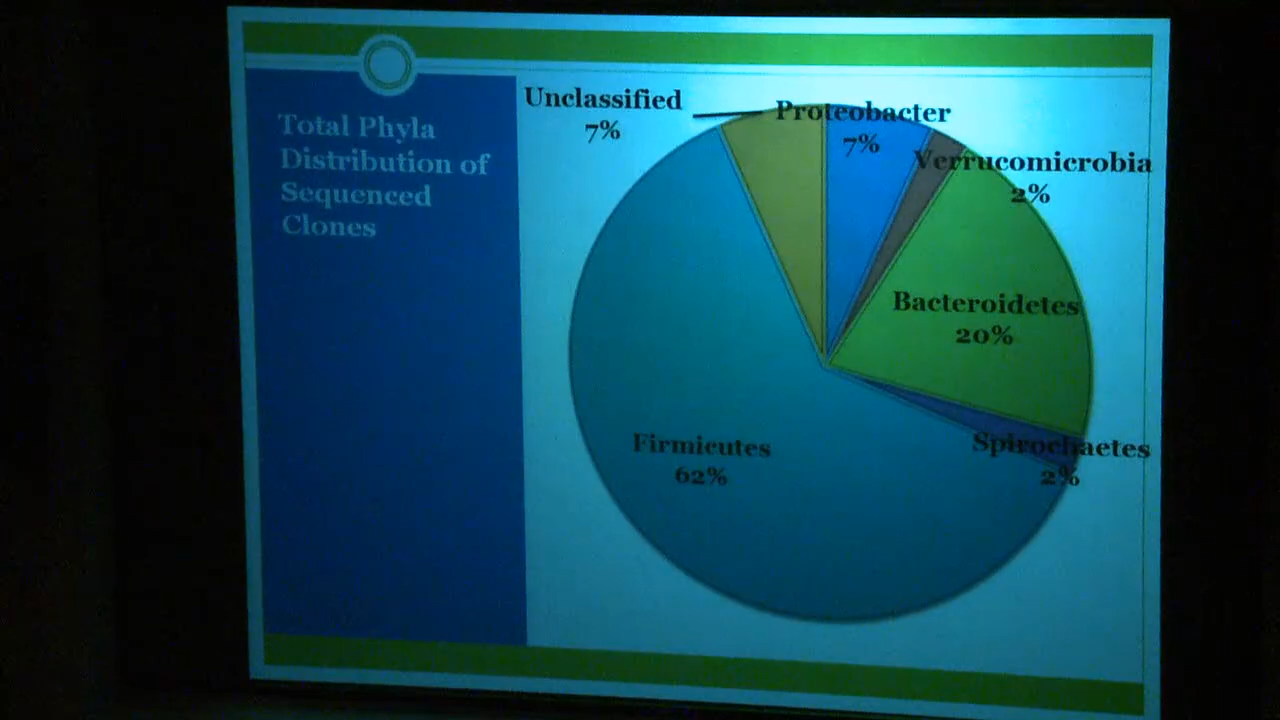 Total Phyla
Distribution of
Sequenced
Clones
Unclassified
7%
Proteobacter
7%
Verrucomicrobia
2%
Bacteroidetes
20%
Spirochaetes
2%
Firmicutes
62%